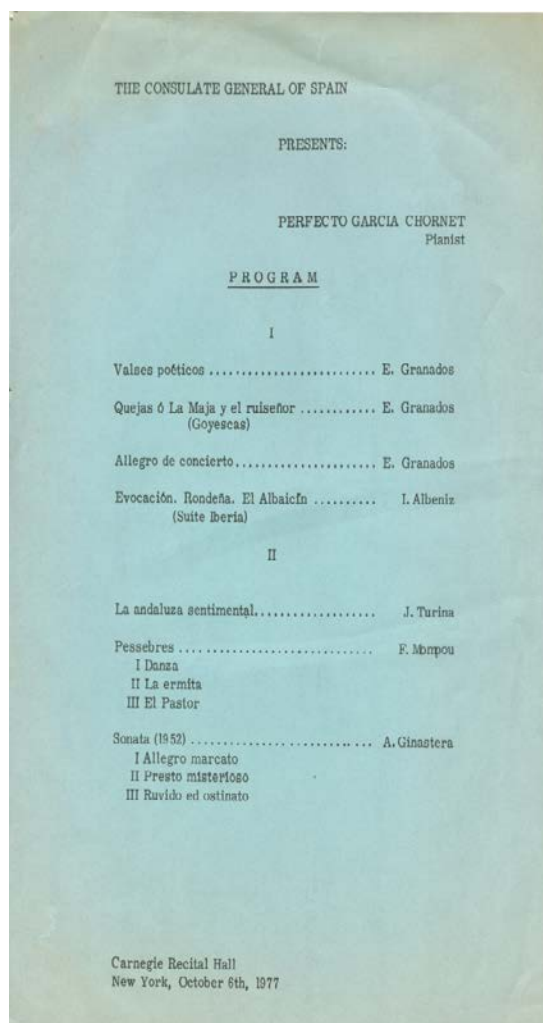 THE CONSULATE GENERAL OF SPAIN
PRESENTS:
PERFECTO GARCIA CHORNET
Pianist
PROGRAM
I
Valses poéticos .......................... E. Granados
Quejas ó La Maja y el ruiseñor ............ E. Granados
(Goyescas)
Allegro de concierto...................... E. Granados
Evocación. Rondeña. El Albaicín .......... I. Albeniz
(Suite Iberia)
II
La andaluza sentimental................... J. Turina
Pessebres .............................. F. Mompou
I Danza
II La ermita
III El Pastor
Sonata (1952) ............................ A. Ginastera
I Allegro marcato
II Presto misterioso
III Ruvido ed ostinato
Carnegie Recital Hall
New York, October 6th, 1977